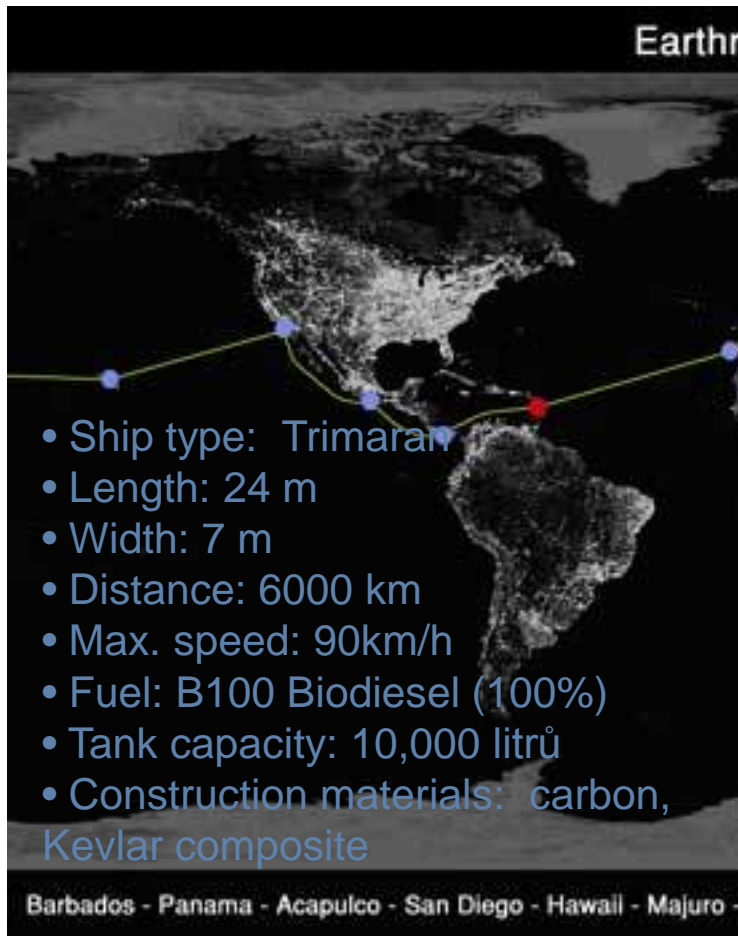 Earthr
• Ship type: Trimaran
• Length: 24 m
• Width: 7 m
• Distance: 6000 km
• Max. speed: 90km/h
• Fuel: B100 Biodiesel (100%)
• Tank capacity: 10,000 litrů
• Construction materials: carbon,
Kevlar composite
Barbados - Panama - Acapulco - San Diego - Hawaii - Majuro -